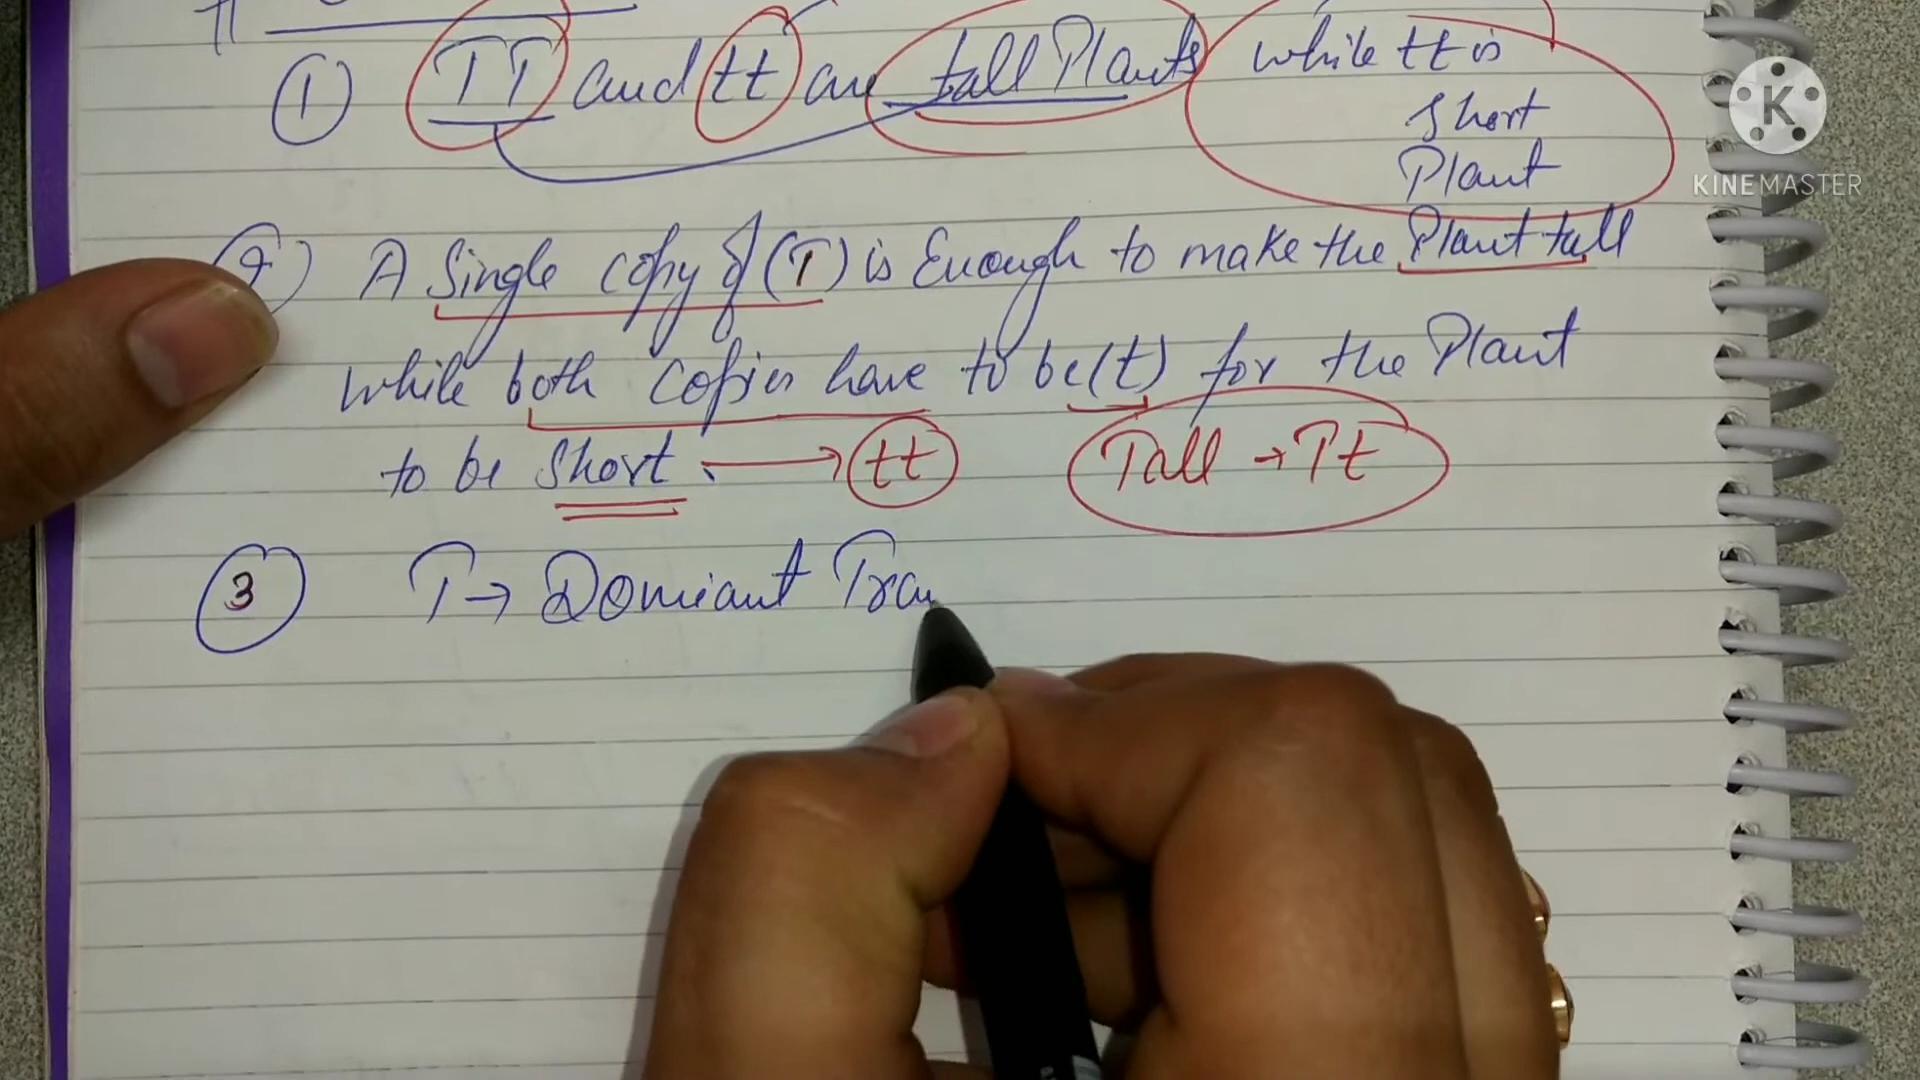 ① TT and tt are tall Plants while tt is
short
Plant
② A Single copy of (T) is Enough to make the Plant tall
while both copies have to be (t) for the Plant
to be short. → tt Tall → Tt
③ T → Domiant Tra
K
KINEMASTER